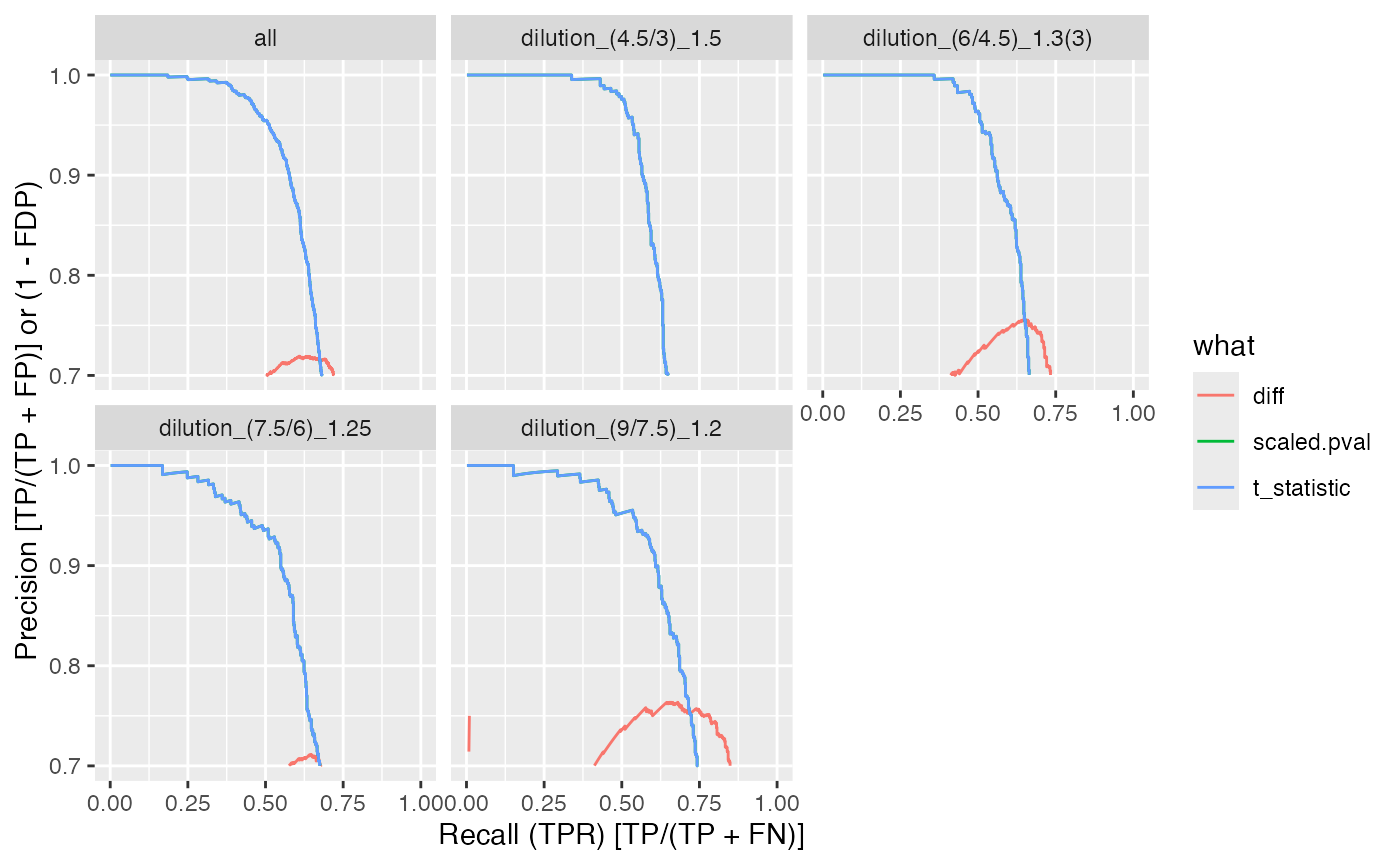 all
dilution_(4.5/3)_1.5
dilution_(6/4.5)_1.3(3)
1.0
0.9
0.8
0.7
0.00 0.25 0.50 0.75 1.00
dilution_(7.5/6)_1.25
dilution_(9/7.5)_1.2
1.0
0.9
0.8
0.7
0.00 0.25 0.50 0.75 1.00
0.00 0.25 0.50 0.75 1.00
Recall (TPR) [TP/(TP + FN)]
Precision [TP/(TP + FP)] or (1 - FDP)
what
diff
scaled.pval
t_statistic